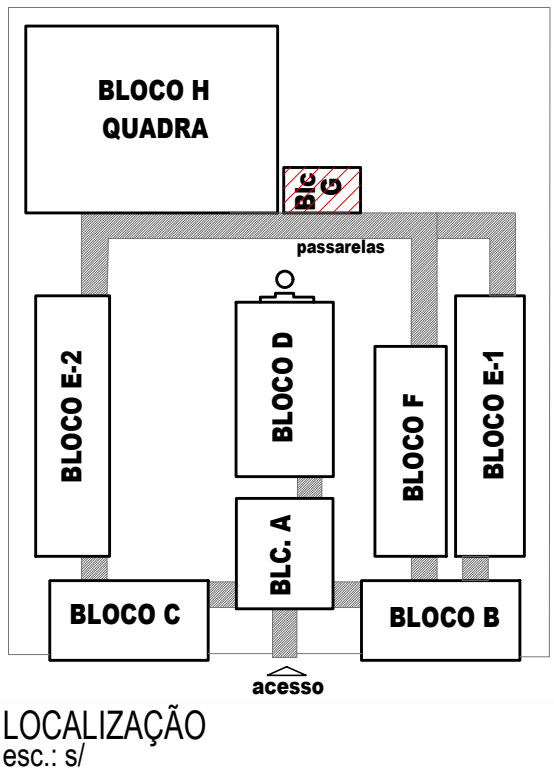 BLOCO H
QUADRA
Blc
G
passarelas
BLOCO E-2
BLOCO D
BLOCO F
BLOCO E-1
BLC. A
BLOCO C
BLOCO B
acesso
LOCALIZAÇÃO
esc.: s/